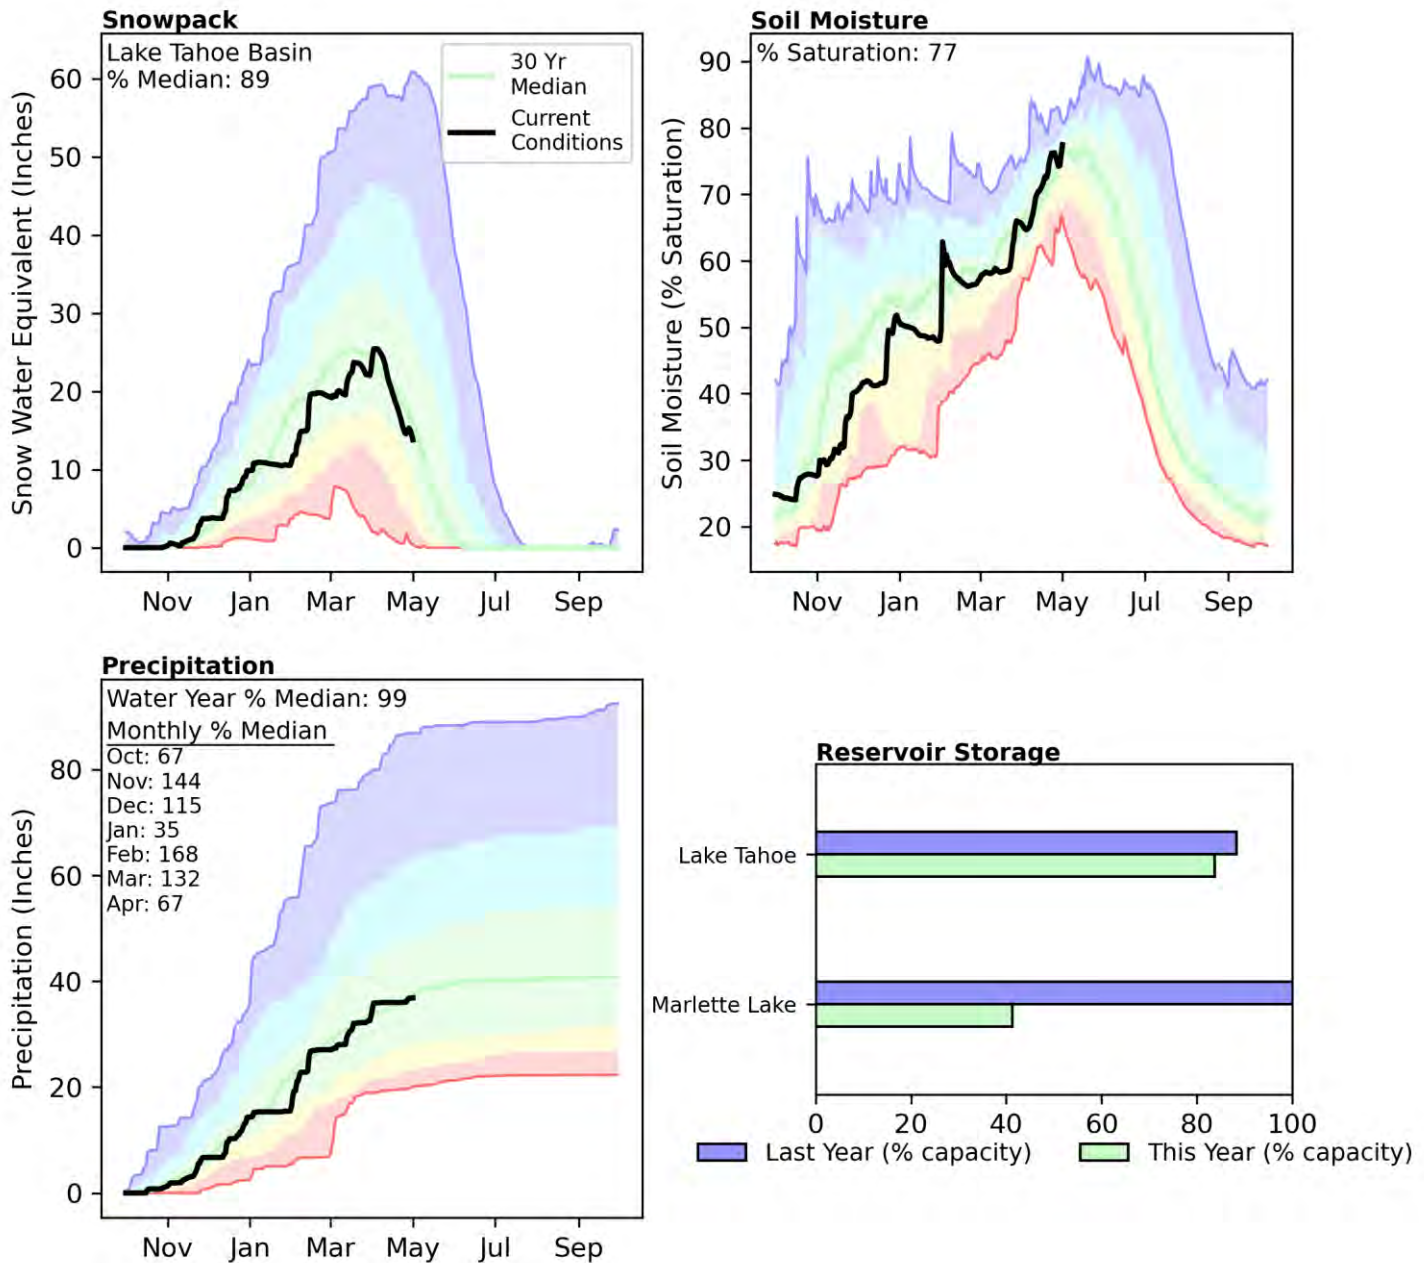 Snowpack
Lake Tahoe Basin
% Median: 89
30 Yr
Median
Current
Conditions
Snow Water Equivalent (Inches)
60
50
40
30
20
10
0
Nov Jan Mar May Jul Sep
Soil Moisture
% Saturation: 77
Soil Moisture (% Saturation)
90
80
70
60
50
40
30
20
Nov Jan Mar May Jul Sep
Precipitation
Water Year % Median: 99
Monthly % Median
Oct: 67
Nov: 144
Dec: 115
Jan: 35
Feb: 168
Mar: 132
Apr: 67
Precipitation (Inches)
80
60
40
20
0
Nov Jan Mar May Jul Sep
Reservoir Storage
Lake Tahoe
Marlette Lake
0 20 40 60 80 100
Last Year (% capacity) This Year (% capacity)